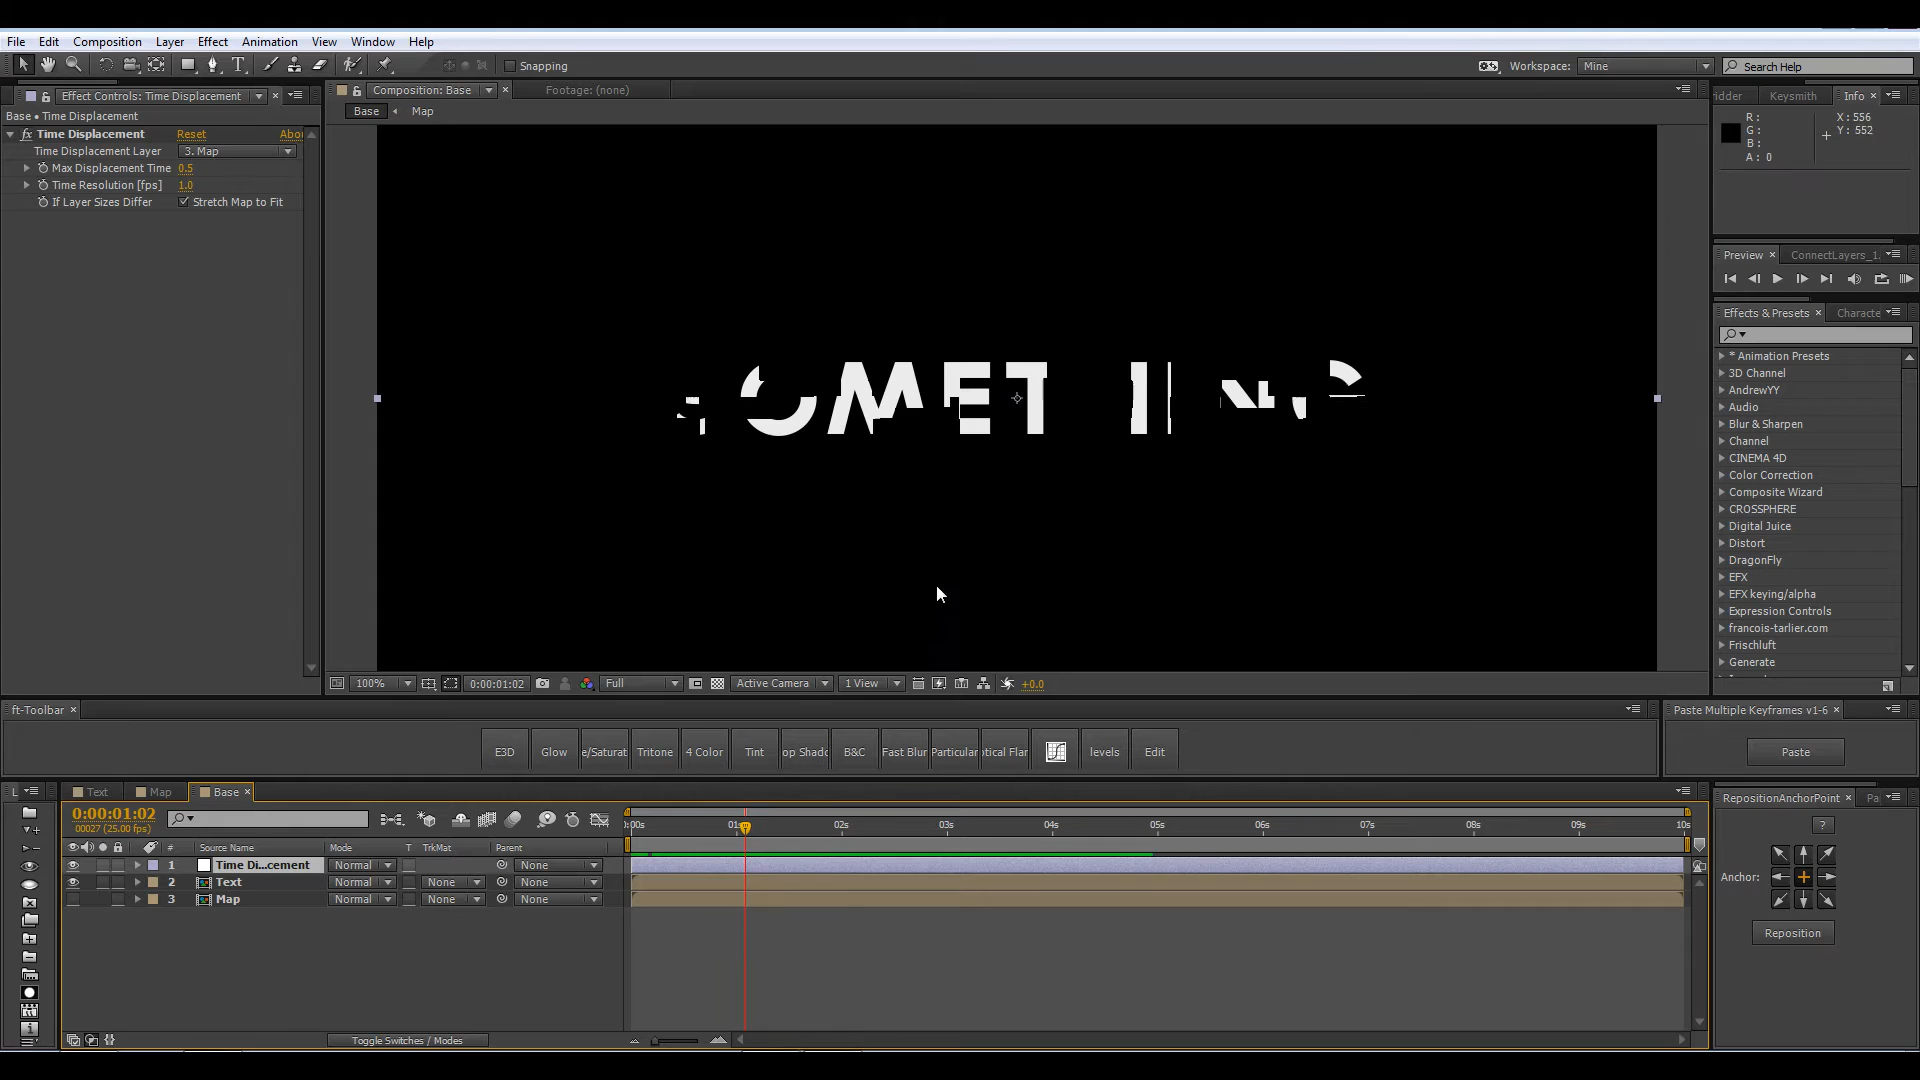 File Edit Composition Layer Effect Animation View Window Help
Snapping
Workspace: Mine
Search Help
Effect Controls: Time Displacement
Composition: Base
Footage: (none)
ridder Keysmith Info
Base Map
Base • Time Displacement
R:
G:
B:
A: 0
X: 556
Y: 552
fx Time Displacement Reset Abo
Time Displacement Layer 3. Map
Max Displacement Time 0.5
Time Resolution [fps] 1.0
If Layer Sizes Differ Stretch Map to Fit
Preview ConnectLayers_1.
Effects & Presets Characte
* Animation Presets
3D Channel
AndrewYY
Audio
Blur & Sharpen
Channel
CINEMA 4D
Color Correction
Composite Wizard
CROSSPHERE
Digital Juice
Distort
DragonFly
EFX
EFX keying/alpha
Expression Controls
francois-tarlier.com
Frischluft
Generate
100% 0:00:01:02 Full Active Camera 1 View +0.0
ft-Toolbar
Paste Multiple Keyframes v1-6
E3D Glow e/Saturat Tritone 4 Color Tint op Shado B&C Fast Blur Particular ptical Flar levels Edit
Paste
L Text Map Base
RepositionAnchorPoint Pa
0:00:01:02
00027 (25.00 fps)
:00s 01s 02s 03s 04s 05s 06s 07s 08s 09s 10s
?
# Source Name Mode T TrkMat Parent
1 Time Di...cement Normal None
2 Text Normal None None
3 Map Normal None None
Anchor:
Reposition
Toggle Switches / Modes